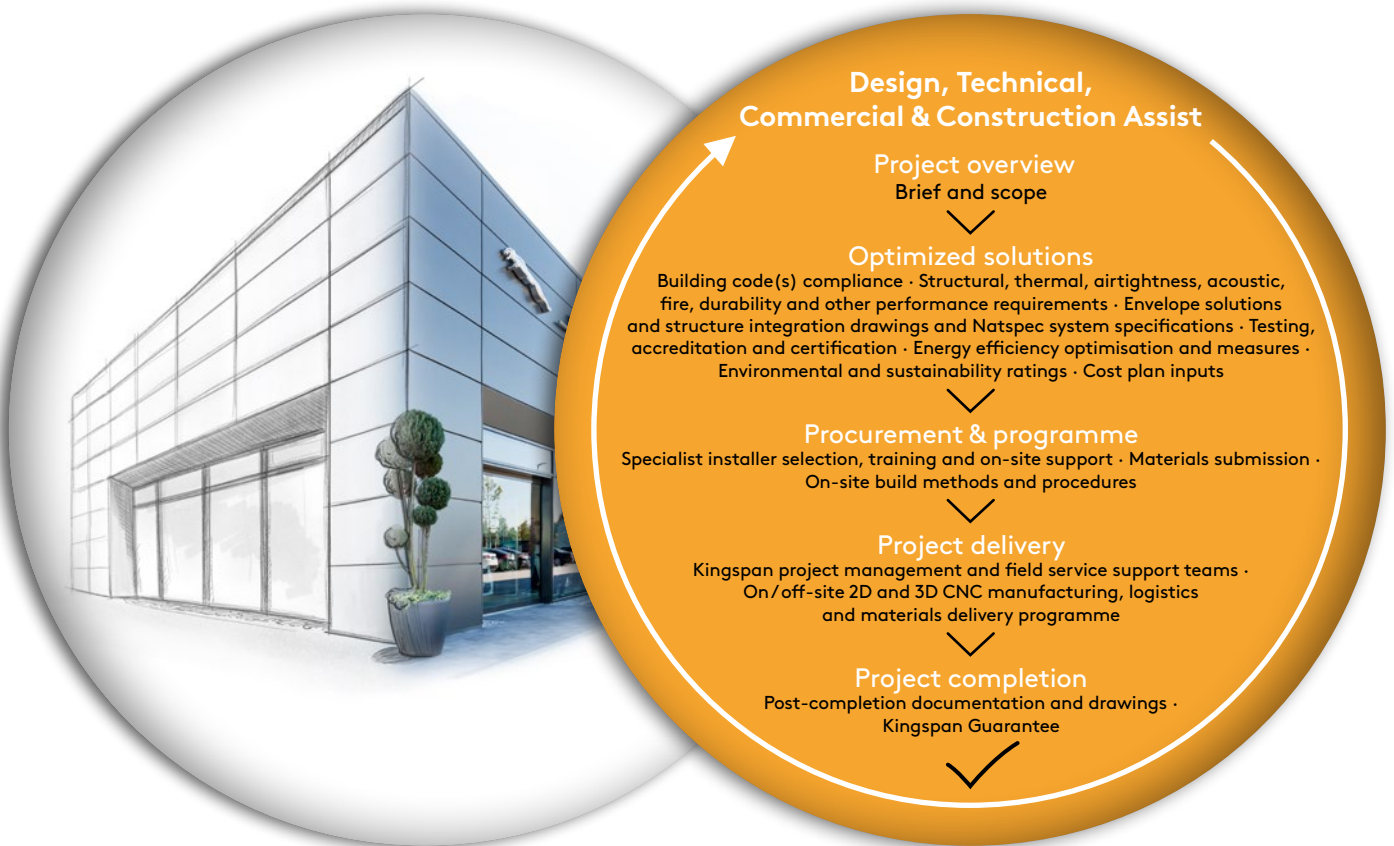 Design, Technical,
Commercial & Construction Assist
Project overview
Brief and scope
Optimized solutions
Building code(s) compliance · Structural, thermal, airtightness, acoustic,
fire, durability and other performance requirements · Envelope solutions
and structure integration drawings and Natspec system specifications · Testing,
accreditation and certification · Energy efficiency optimisation and measures ·
Environmental and sustainability ratings · Cost plan inputs
Procurement & programme
Specialist installer selection, training and on-site support · Materials submission ·
On-site build methods and procedures
Project delivery
Kingspan project management and field service support teams ·
On/off-site 2D and 3D CNC manufacturing, logistics
and materials delivery programme
Project completion
Post-completion documentation and drawings ·
Kingspan Guarantee